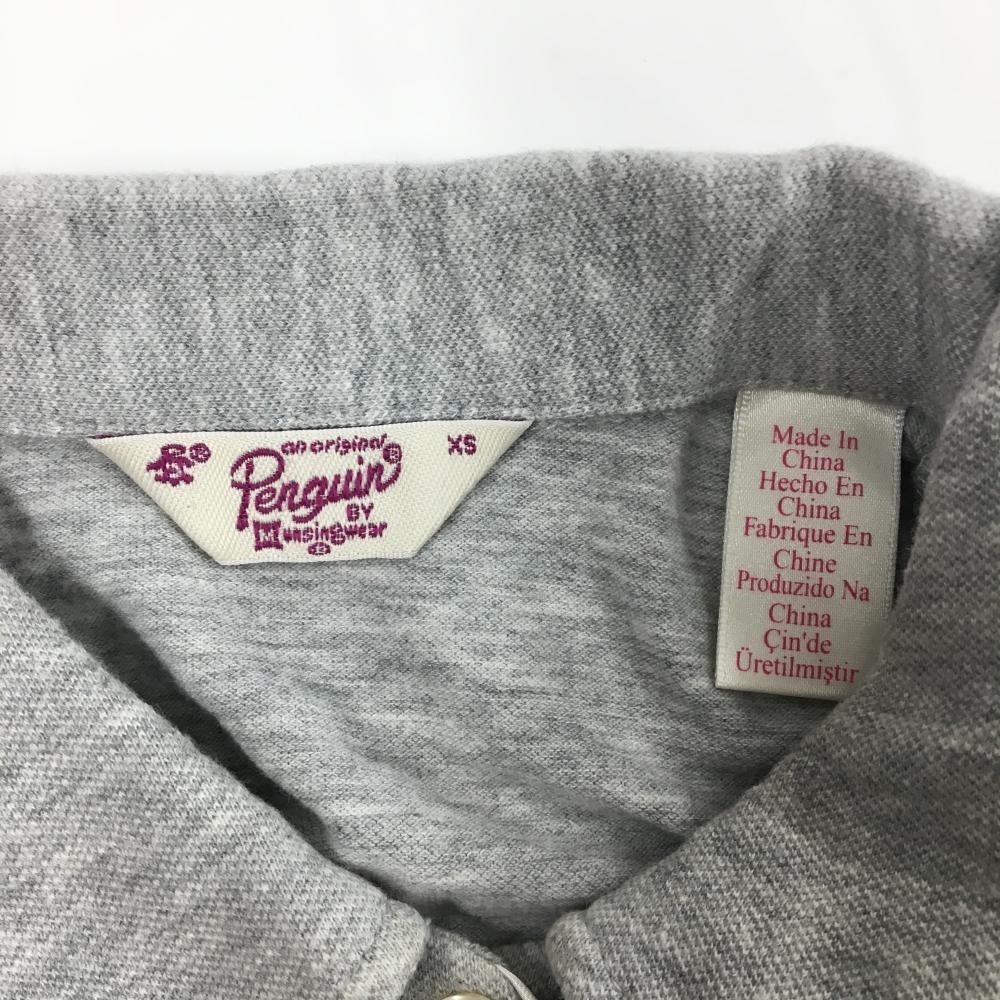 an original
Penguin®
BY
Munsingwear
®
XS
Made In
China
Hecho En
China
Fabrique En
Chine
Produzido Na
China
Çin'de
Üretilmiştir